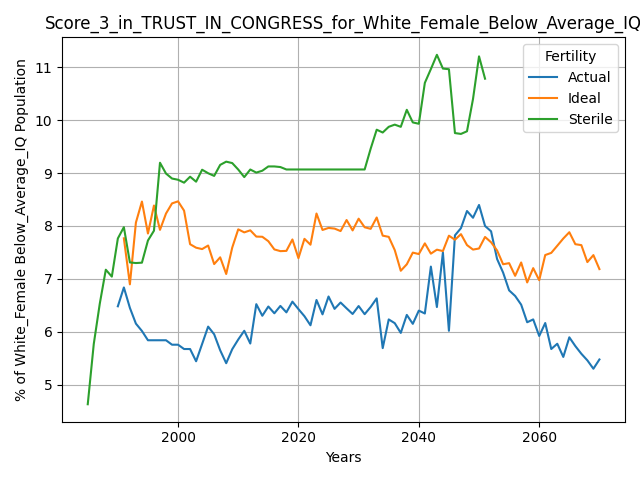 Score_3_in_TRUST_IN_CONGRESS_for_White_Female_Below_Average_IQ
% of White_Female Below_Average_IQ Population
11
10
9
8
7
6
5
Fertility
Actual
Ideal
Sterile
2000
2020
2040
2060
Years